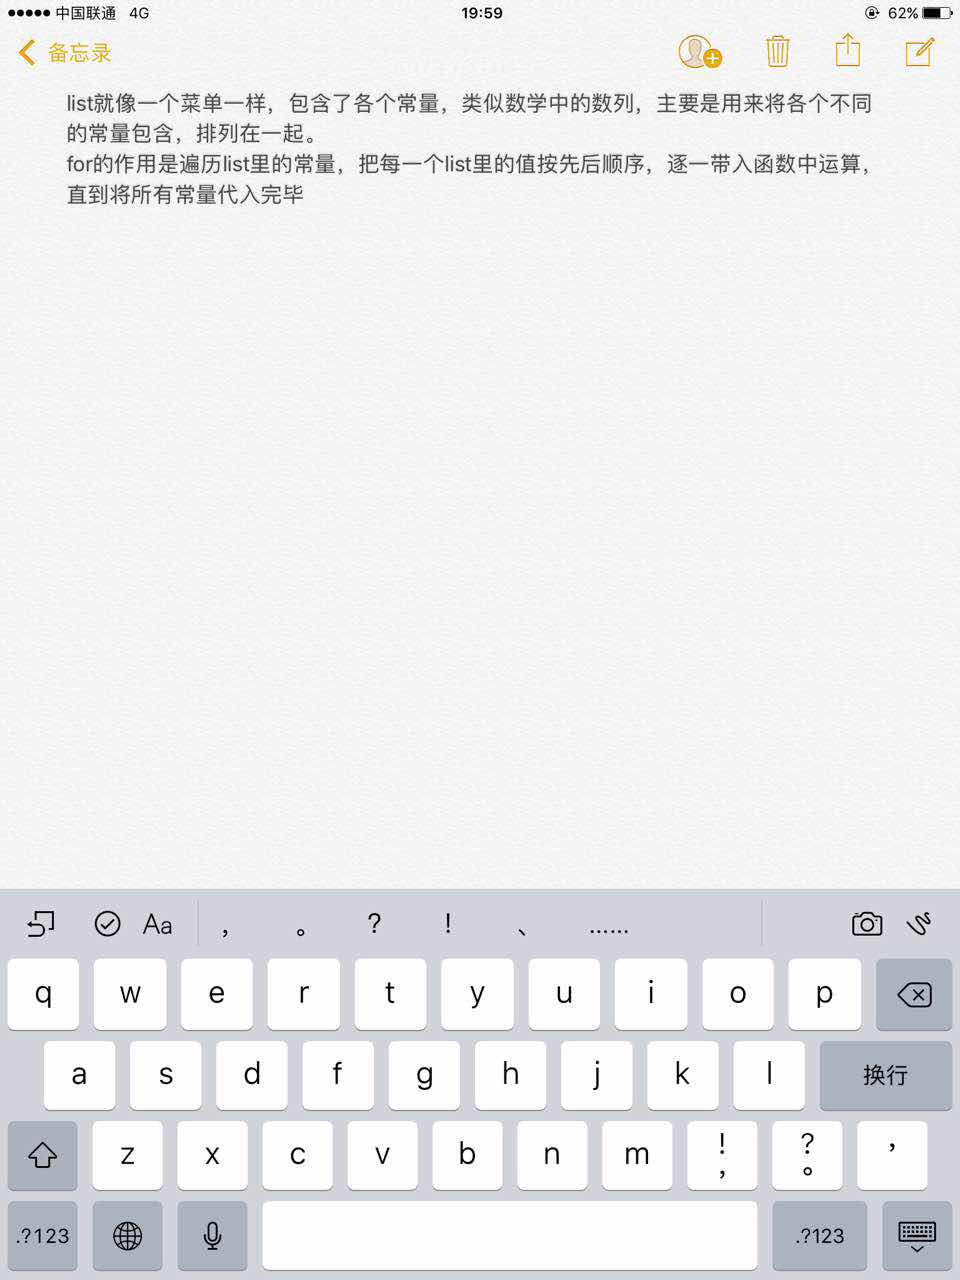 中国联通 4G 19:59 62%
备忘录
list就像一个菜单一样，包含了各个常量，类似数学中的数列，主要是用来将各个不同
的常量包含，排列在一起。
for的作用是遍历list里的常量，把每一个list里的值按先后顺序，逐一带入函数中运算，
直到将所有常量代入完毕
Aa ， 。 ? ! 、 ……
q w e r t y u i o p
a s d f g h j k l 换行
z x c v b n m ! , ? 。 ’
.?123 .?123